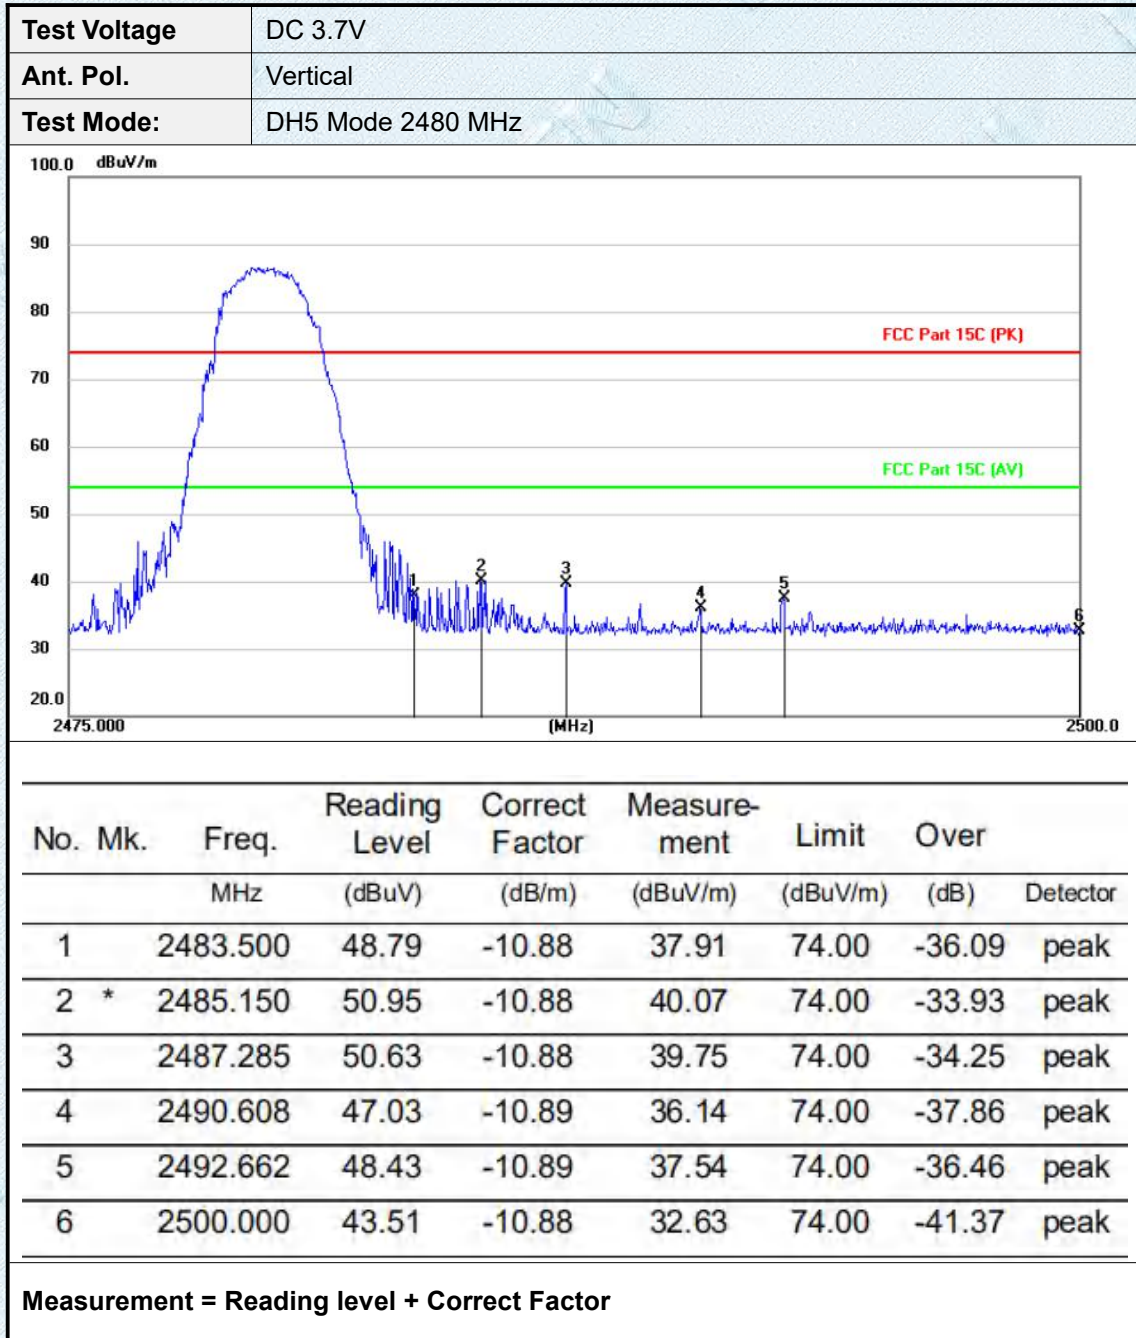 Test Voltage DC 3.7V
Ant. Pol. Vertical
Test Mode: DH5 Mode 2480 MHz
100.0 dBuV/m
90
80
FCC Part 15C (PK)
70
60
FCC Part 15C (AV)
50
40
1 2 3 4 5 6
30
20.0
2475.000 (MHz) 2500.0
No. Mk. Freq. Reading Level Correct Factor Measure-ment Limit Over
MHz (dBuV) (dB/m) (dBuV/m) (dBuV/m) (dB) Detector
1 2483.500 48.79 -10.88 37.91 74.00 -36.09 peak
2 * 2485.150 50.95 -10.88 40.07 74.00 -33.93 peak
3 2487.285 50.63 -10.88 39.75 74.00 -34.25 peak
4 2490.608 47.03 -10.89 36.14 74.00 -37.86 peak
5 2492.662 48.43 -10.89 37.54 74.00 -36.46 peak
6 2500.000 43.51 -10.88 32.63 74.00 -41.37 peak
Measurement = Reading level + Correct Factor